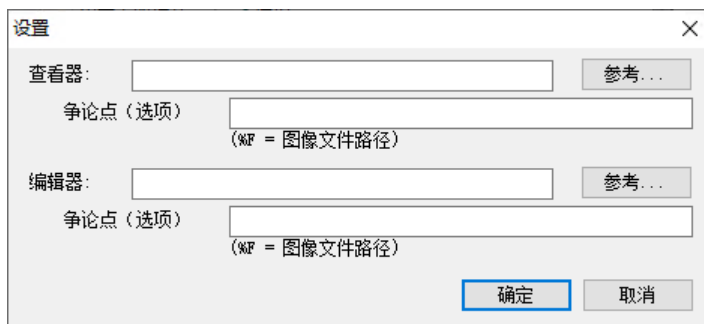 设置
查看器: 参考...
争论点(选项)
(%F = 图像文件路径)
编辑器: 参考...
争论点(选项)
(%F = 图像文件路径)
确定 取消